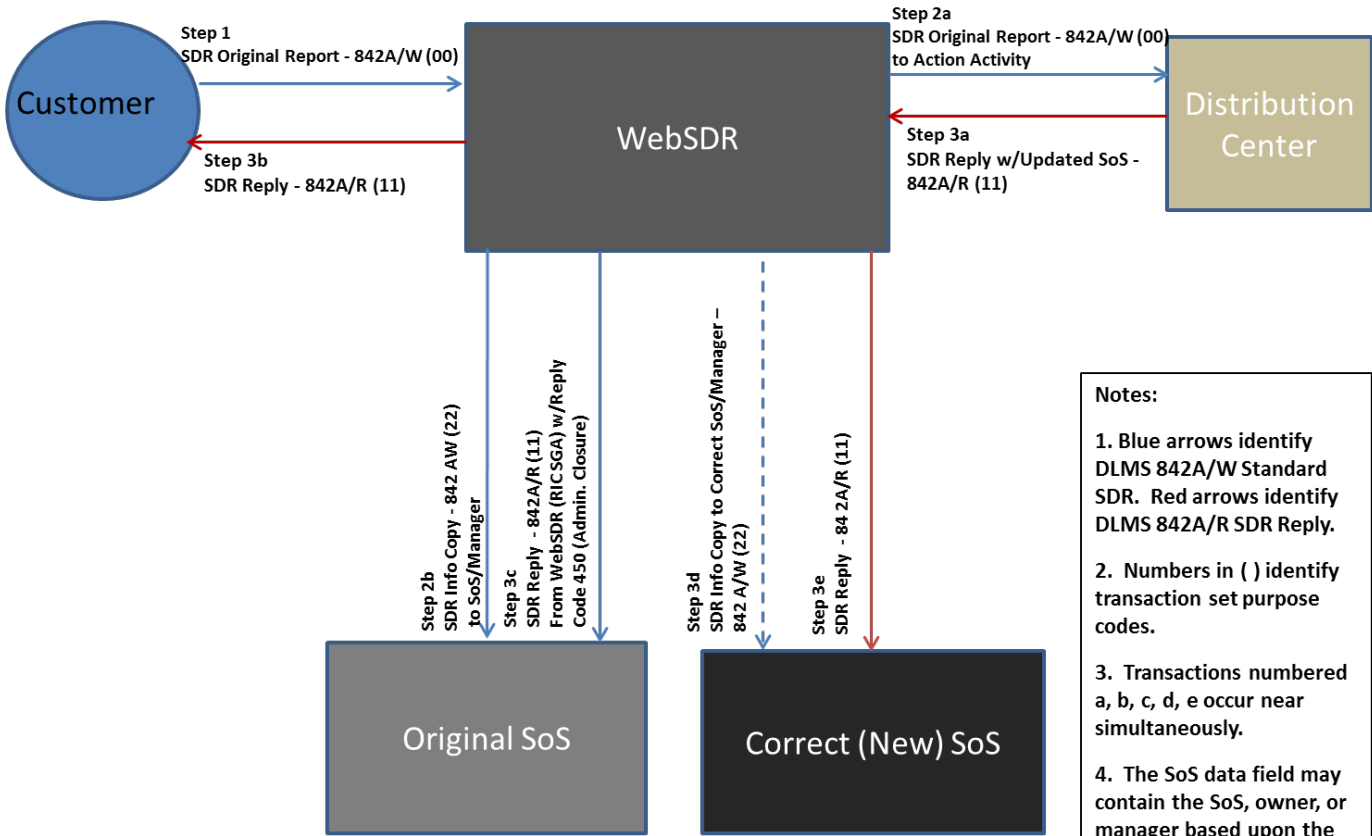 Step 1
SDR Original Report - 842A/W (00)
Customer
Step 3b
SDR Reply - 842A/R (11)
WebSDR
Step 2a
SDR Original Report - 842A/W (00)
to Action Activity
Step 3a
SDR Reply w/Updated SoS -
842A/R (11)
Distribution
Center
Step 2b
SDR Info Copy - 842 AW (22)
to SoS/Manager
Step 3c
SDR Reply - 842A/R (11)
From WebSDR (RIC SGA) w/Reply
Code 450 (Admin. Closure)
Step 3d
SDR Info Copy to Correct SoS/Manager –
842 A/W (22)
Step 3e
SDR Reply - 84 2A/R (11)
Original SoS
Correct (New) SoS
Notes:
1. Blue arrows identify
DLMS 842A/W Standard
SDR. Red arrows identify
DLMS 842A/R SDR Reply.
2. Numbers in ( ) identify
transaction set purpose
codes.
3. Transactions numbered
a, b, c, d, e occur near
simultaneously.
4. The SoS data field may
contain the SoS, owner, or
manager based upon the